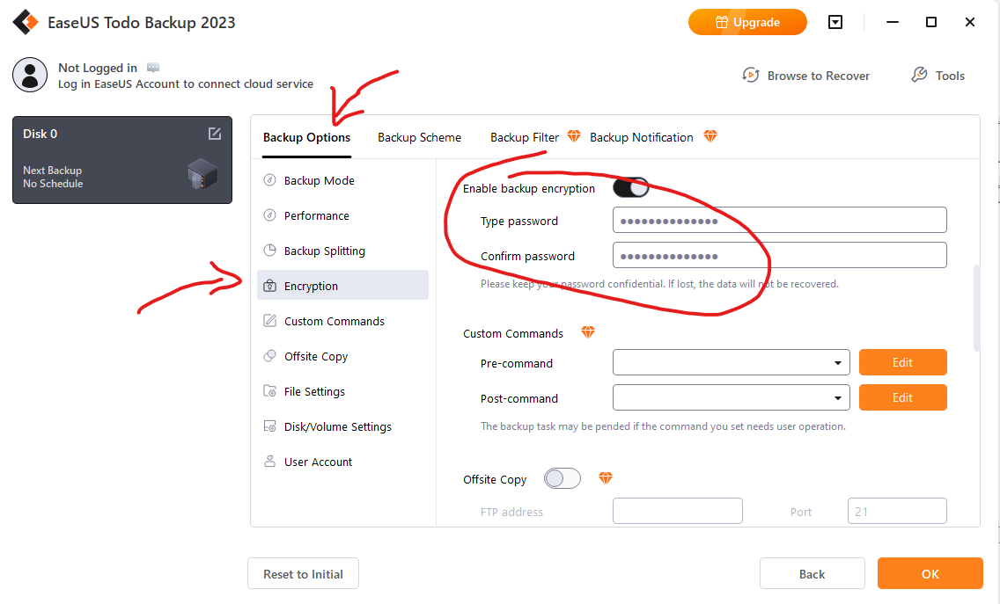 EaseUS Todo Backup 2023
Upgrade
Not Logged in
Log in EaseUS Account to connect cloud service
Browse to Recover
Tools
Disk 0
Next Backup
No Schedule
Backup Options
Backup Scheme
Backup Filter
Backup Notification
Backup Mode
Performance
Backup Splitting
Encryption
Custom Commands
Offsite Copy
File Settings
Disk/Volume Settings
User Account
Enable backup encryption
Type password
Confirm password
Please keep your password confidential. If lost, the data will not be recovered.
Custom Commands
Pre-command
Edit
Post-command
Edit
The backup task may be pended if the command you set needs user operation.
Offsite Copy
FTP address
Port
21
Reset to Initial
Back
OK